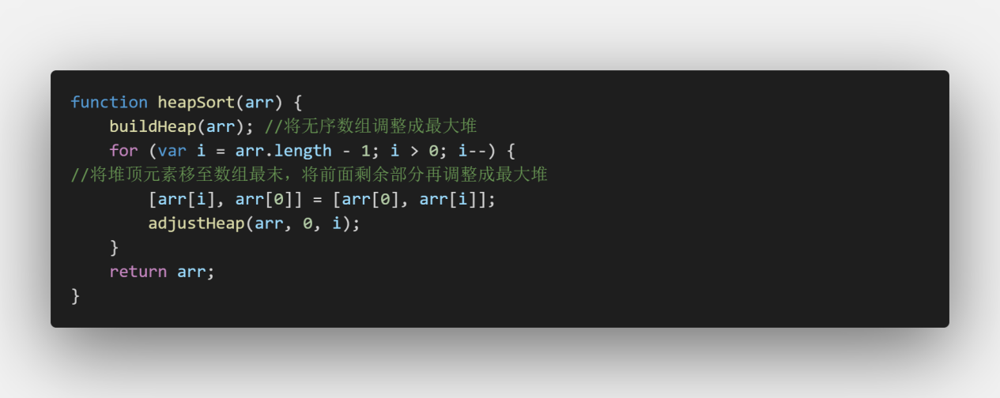 function heapSort(arr) {
    buildHeap(arr); //将无序数组调整成最大堆
    for (var i = arr.length - 1; i > 0; i--) {
//将堆顶元素移至数组最末，将前面剩余部分再调整成最大堆
        [arr[i], arr[0]] = [arr[0], arr[i]];
        adjustHeap(arr, 0, i);
    }
    return arr;
}